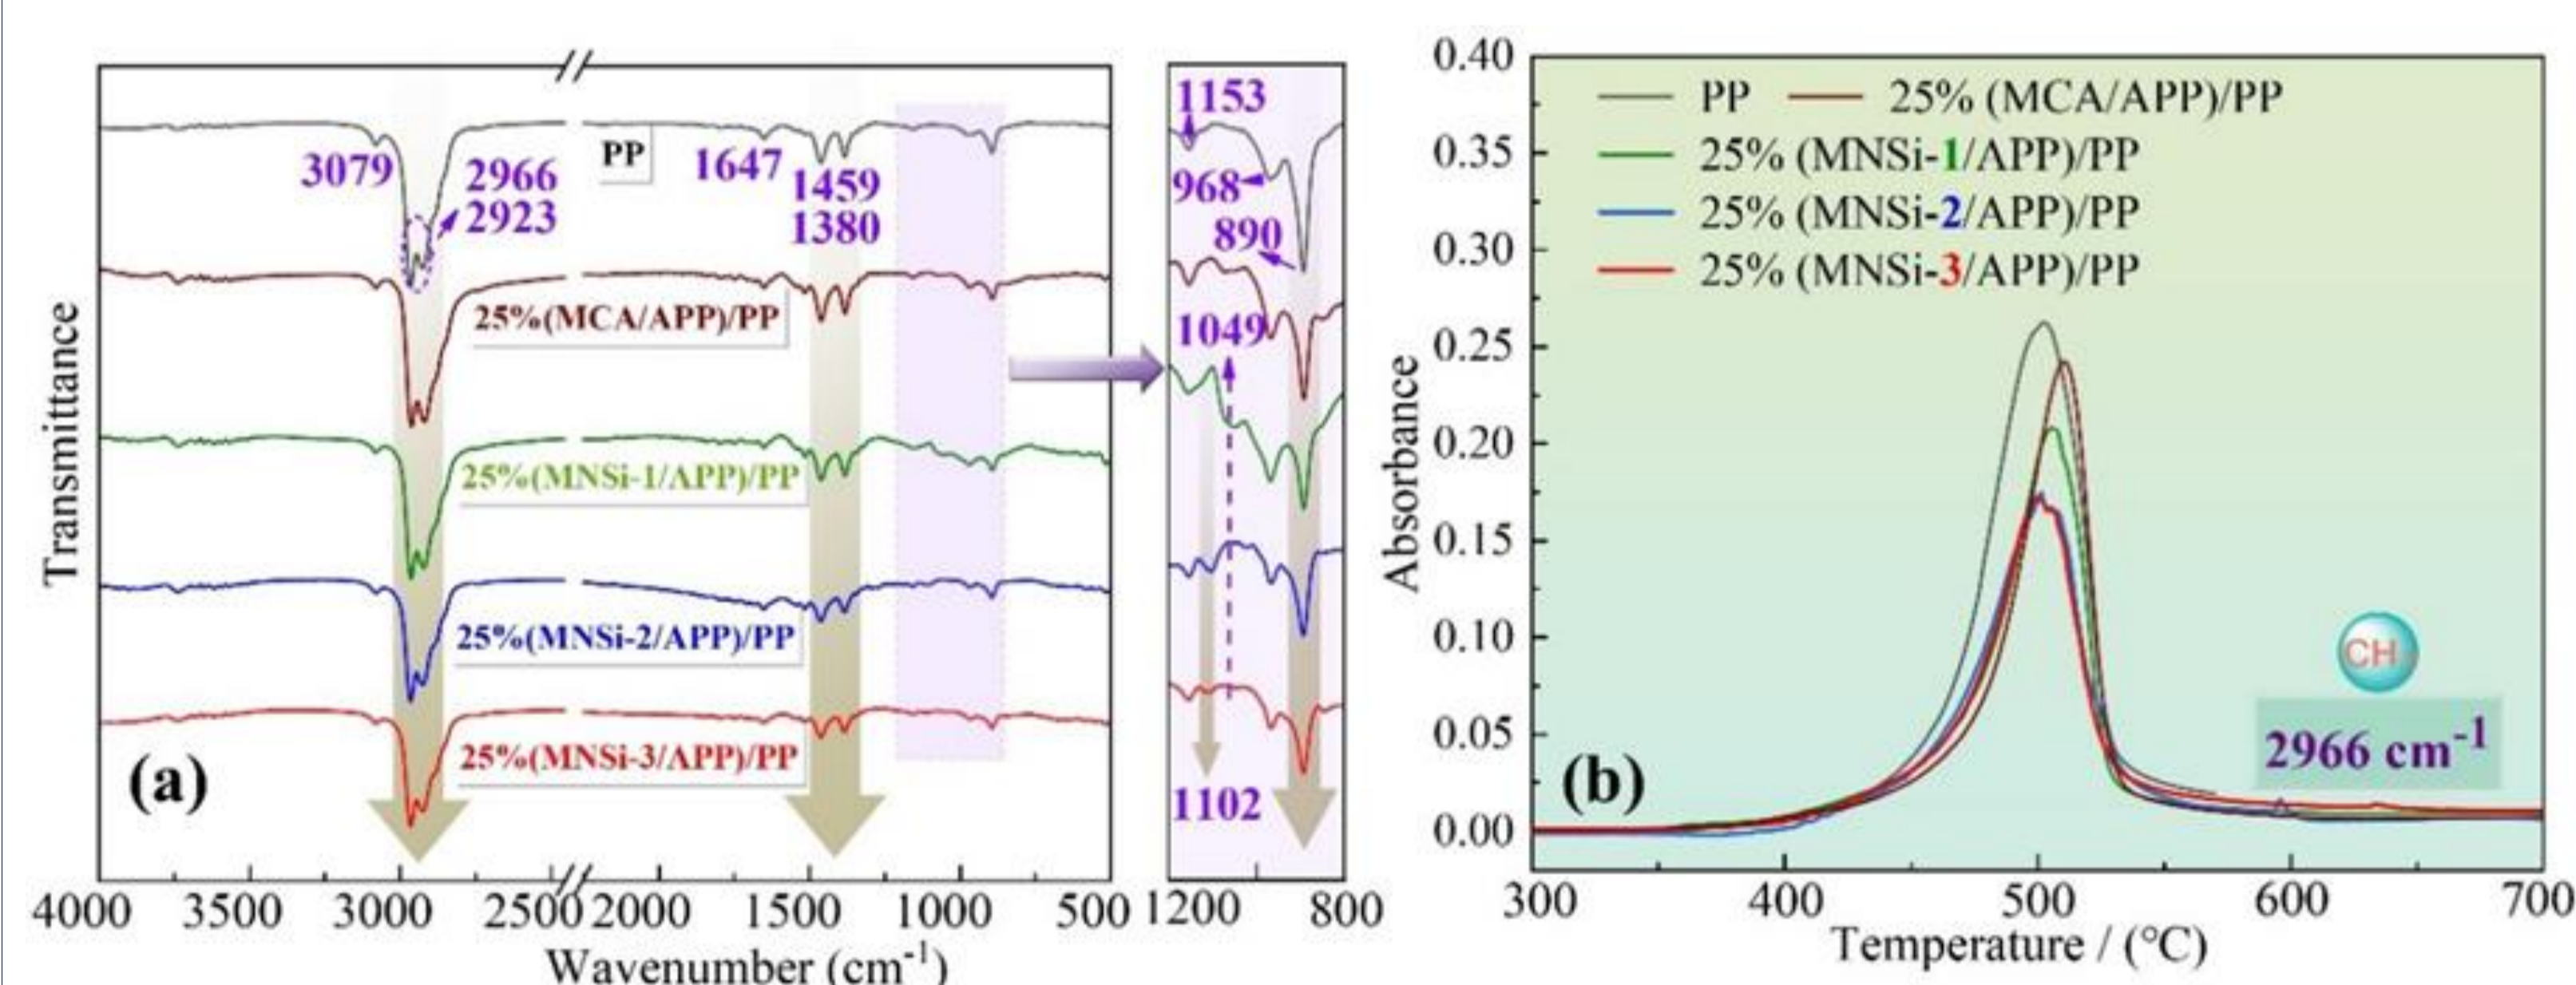 3079
2966
2923
PP
1647
1459
1380
25%(MCA/APP)/PP
25%(MNSi-1/APP)/PP
25%(MNSi-2/APP)/PP
25%(MNSi-3/APP)/PP
(a)
Transmittance
4000 3500 3000 2500 2000 1500 1000 500
Wavenumber (cm⁻¹)
1153
968
890
1049
1102
1200 800
0.40
0.35
0.30
0.25
0.20
0.15
0.10
0.05
0.00
Absorbance
PP 25% (MCA/APP)/PP
25% (MNSi-1/APP)/PP
25% (MNSi-2/APP)/PP
25% (MNSi-3/APP)/PP
CH
2966 cm⁻¹
(b)
300 400 500 600 700
Temperature / (°C)